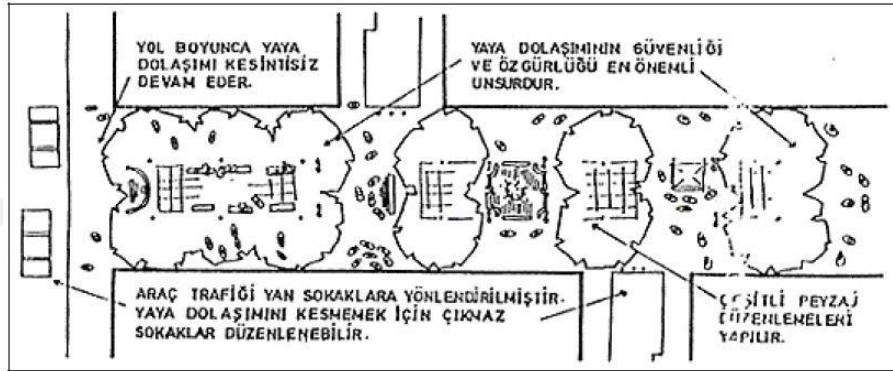 YOL BOYUNCA YAYA
DOLAŞIMI KESİNTİSİZ
DEVAM EDER.
YAYA DOLAŞIMININ GÜVENLİĞİ
VE ÖZGÜRLÜĞÜ EN ÖNEMLİ
UNSURDUR.
ARAÇ TRAFİĞİ YAN SOKAKLARA YÖNLENDİRİLMİŞTİR.
YAYA DOLAŞIMINI KESMEMEK İÇİN ÇIKMAZ
SOKAKLAR DÜZENLENEBİLİR.
ÇEŞİTLİ PEYZAJ
DÜZENLEMELERİ
YAPILIR.